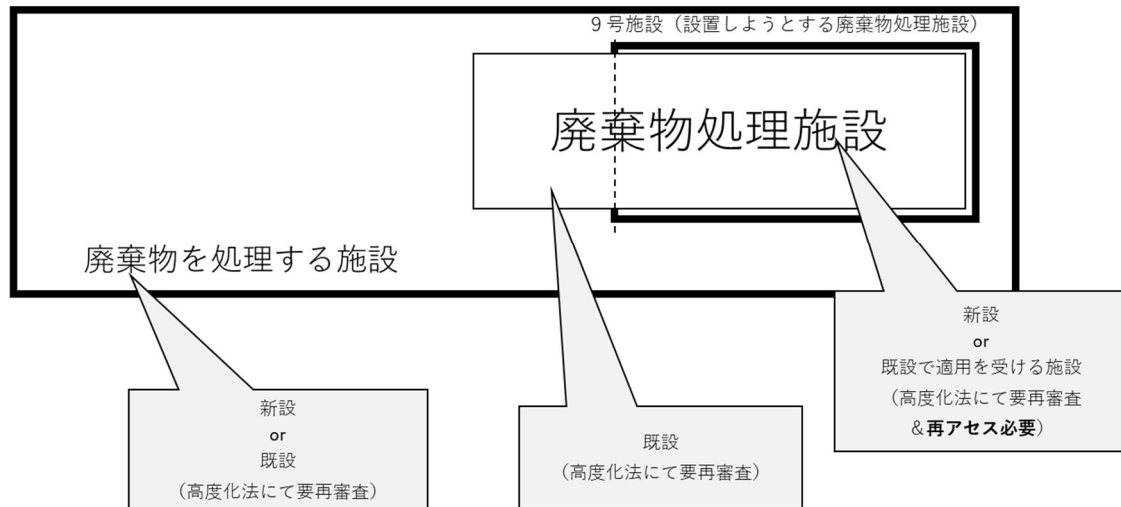 ９号施設（設置しようとする廃棄物処理施設）
廃棄物処理施設
廃棄物を処理する施設
新設
or
既設
（高度化法にて要再審査）
既設
（高度化法にて要再審査）
新設
or
既設で適用を受ける施設
（高度化法にて要再審査
＆再アセス必要）